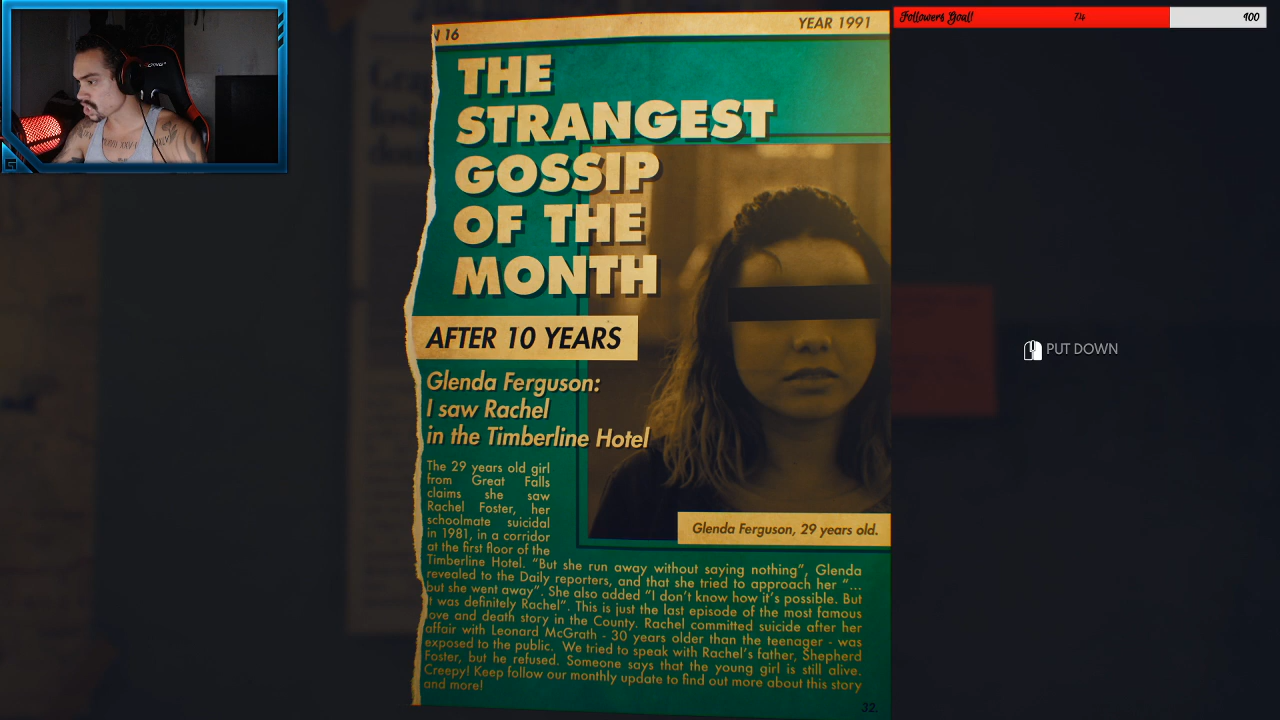 Followers Goal!
74
100
N 16
YEAR 1991
THE
STRANGEST
GOSSIP
OF THE
MONTH
AFTER 10 YEARS
Glenda Ferguson:
I saw Rachel
in the Timberline Hotel
Glenda Ferguson, 29 years old.
The 29 years old girl
from Great Falls
claims she saw
Rachel Foster, her
schoolmate suicidal
in 1981, in a corridor
at the first floor of the
Timberline Hotel. “But she run away without saying nothing”, Glenda
revealed to the Daily reporters, and that she tried to approach her “...
but she went away”. She also added “I don’t know how it’s possible. But
it was definitely Rachel”. This is just the last episode of the most famous
love and death story in the County. Rachel committed suicide after her
affair with Leonard McGrath - 30 years older than the teenager - was
exposed to the public. We tried to speak with Rachel’s father, Shepherd
Foster, but he refused. Someone says that the young girl is still alive.
Creepy! Keep follow our monthly update to find out more about this story
and more!
32.
PUT DOWN